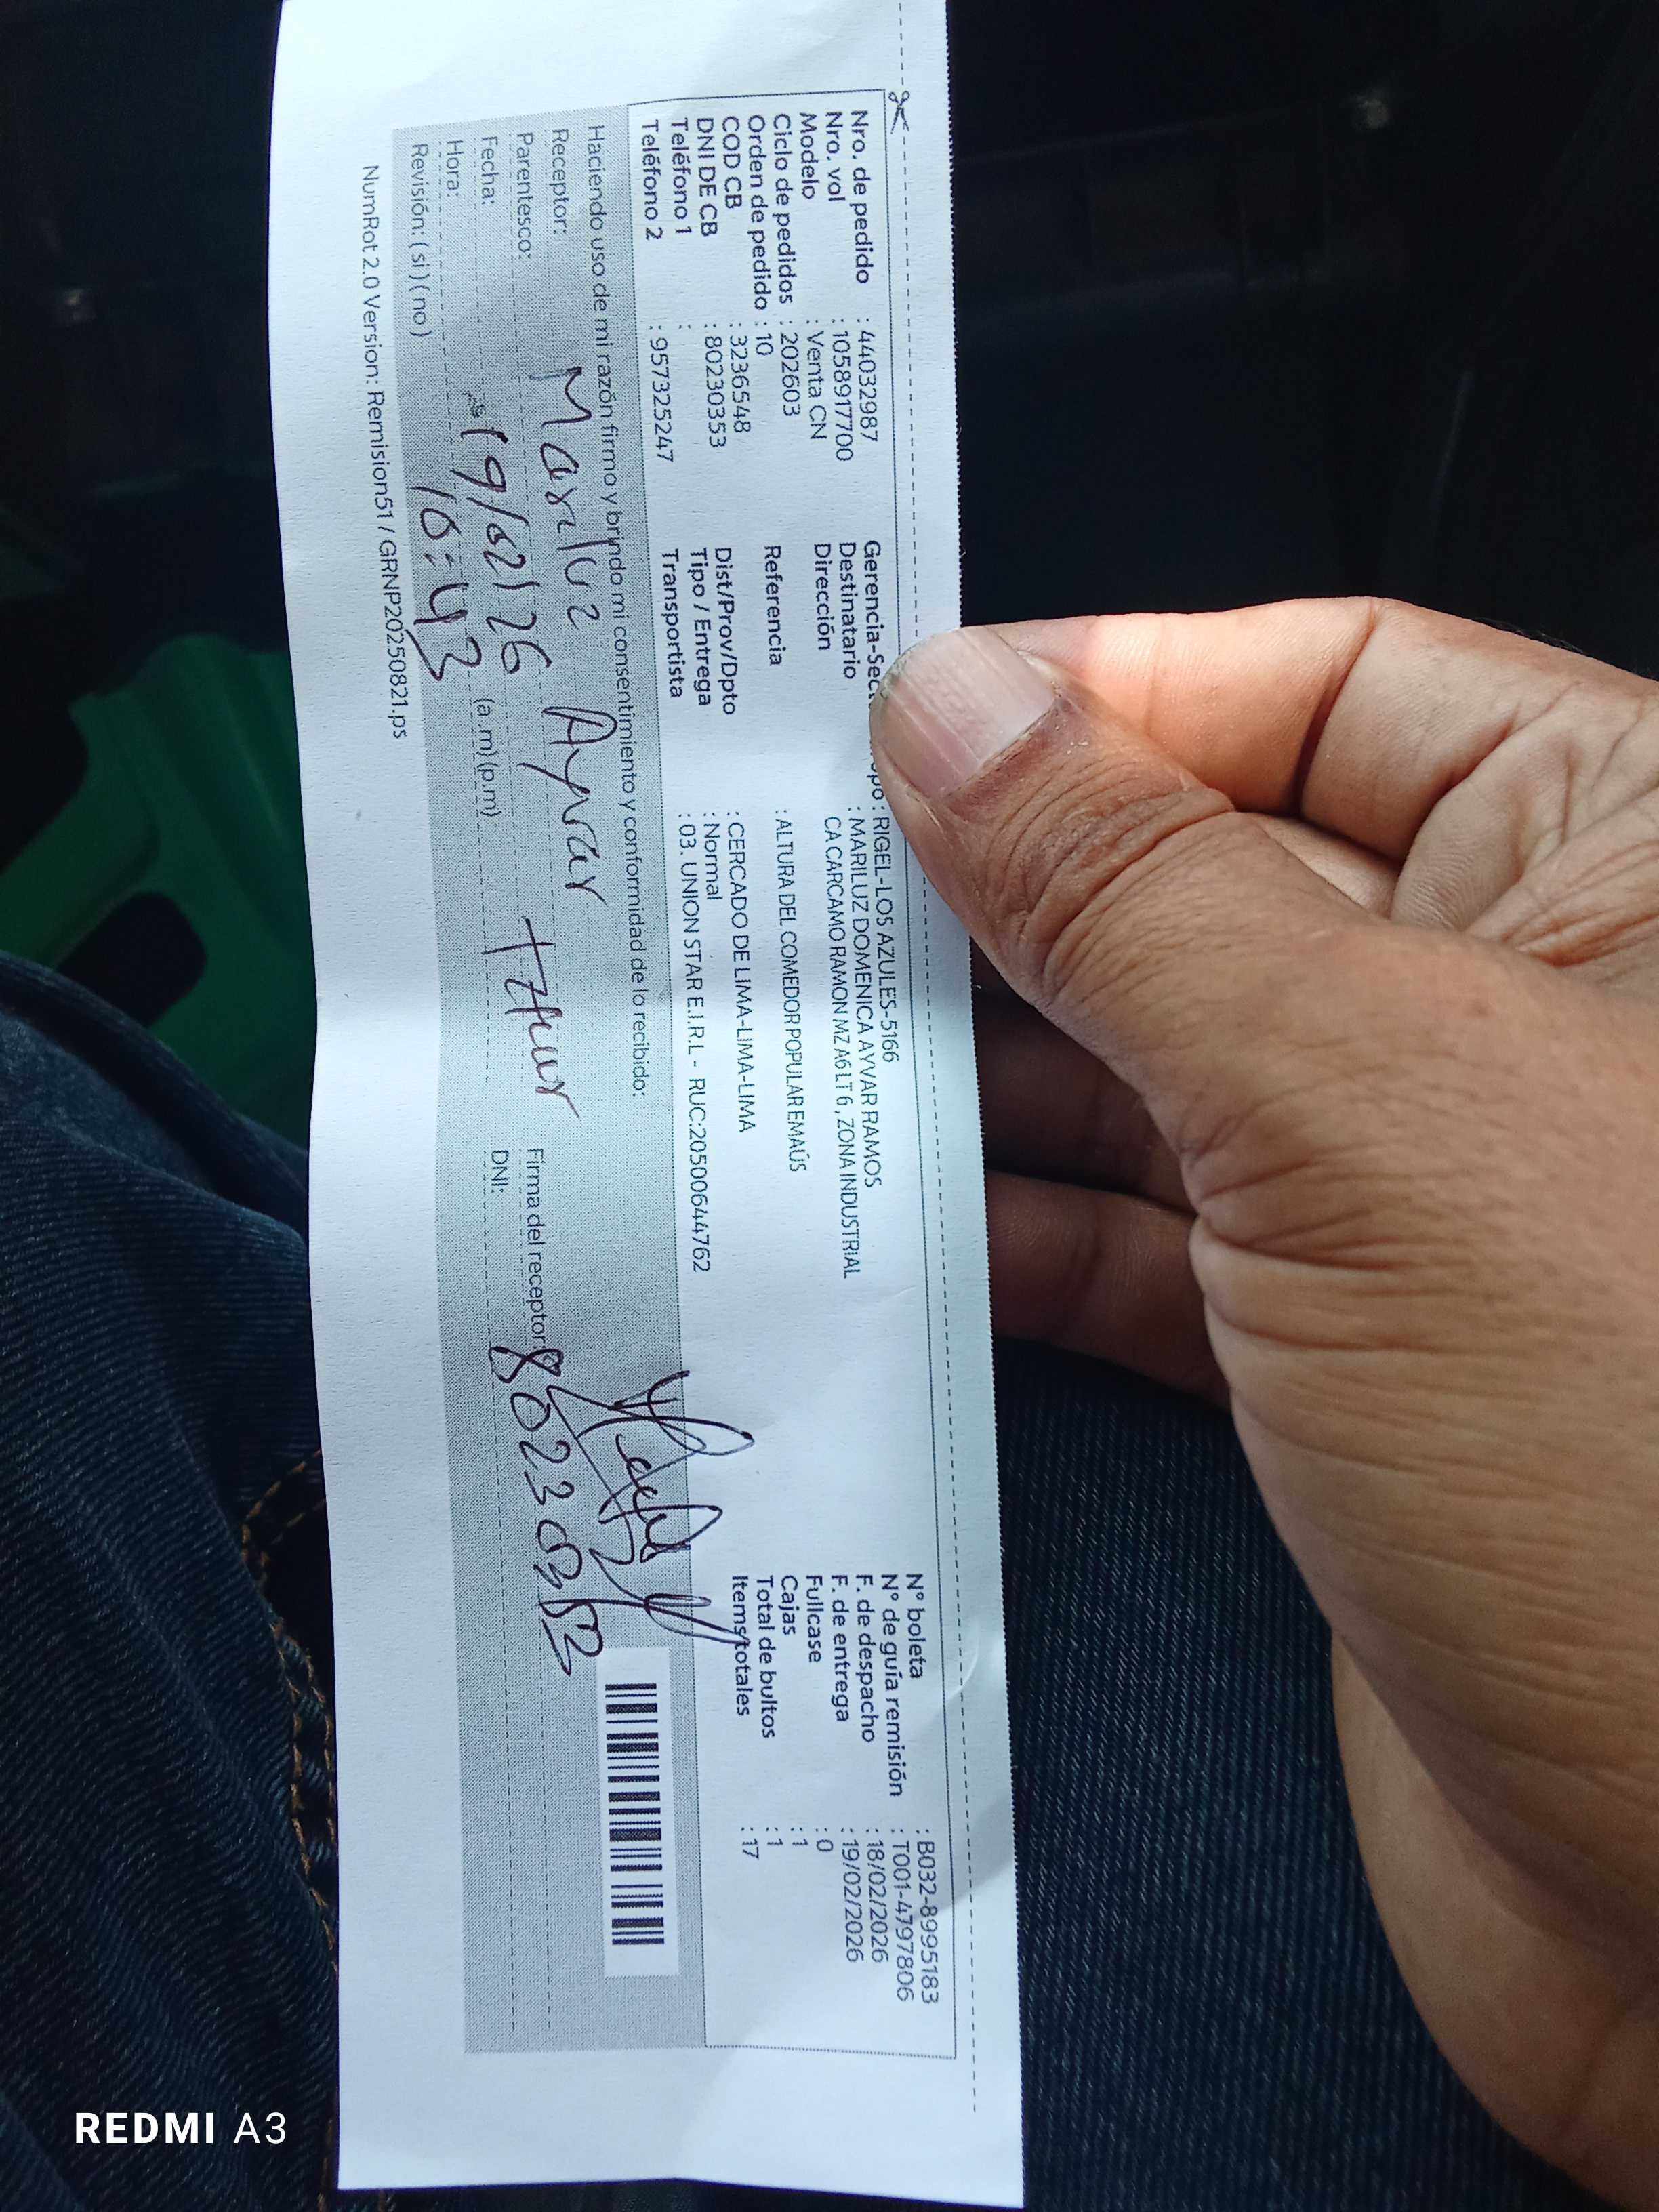 Nro. de pedido : 44032987
Nro. vol : 1058917700
Modelo : Venta CN
Ciclo de pedidos : 202603
Orden de pedido : 10
COD CB : 3236548
DNI DE CB : 80230353
Teléfono 1 :
Teléfono 2 : 957325247
Gerencia-Sec : RIGEL-LOS AZULES-5166
Destinatario : MARILUZ DOMENICA AYVAR RAMOS
Dirección CA CARCAMO RAMON MZ A6 LT 6 , ZONA INDUSTRIAL
Referencia : ALTURA DEL COMEDOR POPULAR EMAÚS
Dist/Prov/Dpto : CERCADO DE LIMA-LIMA-LIMA
Tipo / Entrega : Normal
Transportista : 03. UNION STAR E.I.R.L - RUC:20500644762
N° boleta : B032-8995183
N° de guía remisión : T001-4797806
F. de despacho : 18/02/2026
F. de entrega : 19/02/2026
Fullcase : 0
Cajas : 1
Total de bultos : 1
Items totales : 17
Haciendo uso de mi razón firmo y brindo mi consentimiento y conformidad de lo recibido:
Receptor: Mariluz Ayvar
Parentesco:
Fecha: 19/02/26
Hora: 10:43 (a .m) (p.m)
Revisión: ( si ) ( no )
Firma del receptor:
DNI: 80230353
NumRot 2.0 Version: Remision51 / GRNP20250821.ps
REDMI A3